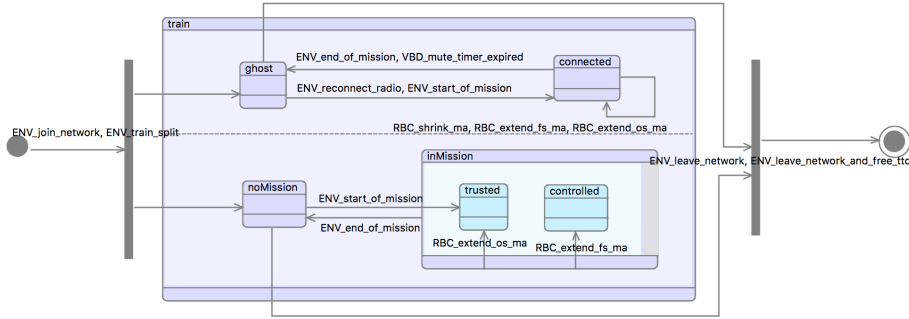 train
ghost
ENV_end_of_mission, VBD_mute_timer_expired
connected
ENV_reconnect_radio, ENV_start_of_mission
ENV_join_network, ENV_train_split
RBC_shrink_ma, RBC_extend_fs_ma, RBC_extend_os_ma
inMission
ENV_leave_network, ENV_leave_network_and_free_ttd
noMission
ENV_start_of_mission
trusted
controlled
ENV_end_of_mission
RBC_extend_os_ma
RBC_extend_fs_ma